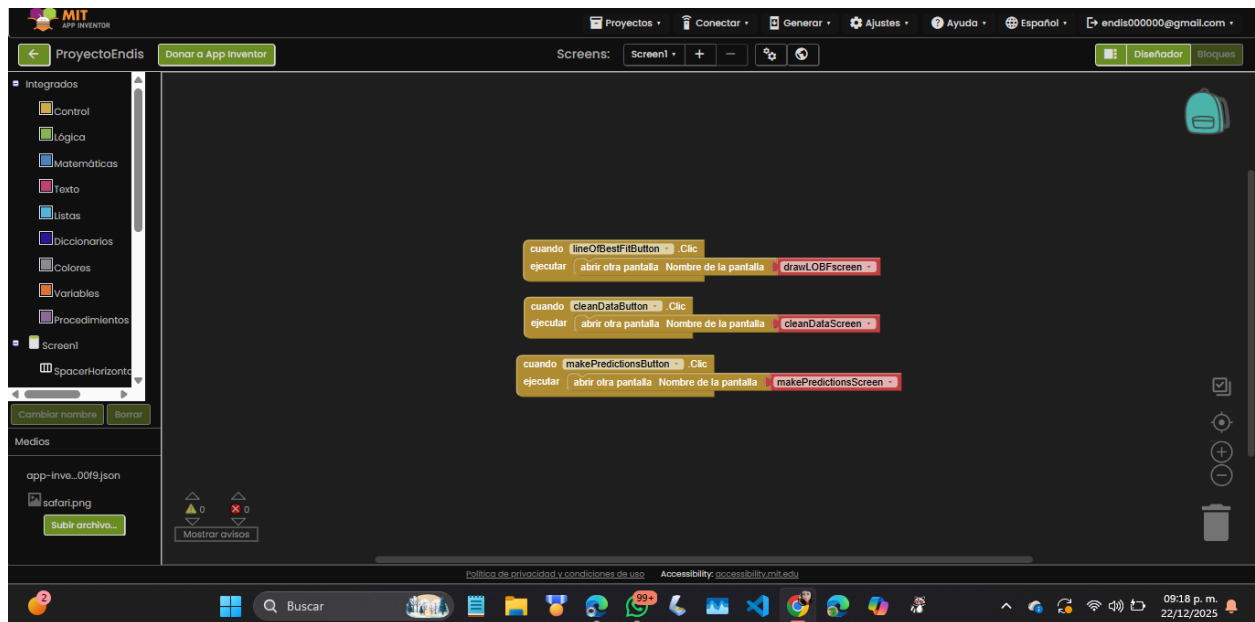 MIT
APP INVENTOR
Proyectos
Conectar
Generar
Ajustes
Ayuda
Español
endis000000@gmail.com
ProyectoEndis
Donar a App Inventor
Screens:
Screen1
Diseñador
Bloques
Integrados
Control
Lógica
Matemáticas
Texto
Listas
Diccionarios
Colores
Variables
Procedimientos
Screen1
SpacerHorizonta
Cambiar nombre
Borrar
Medios
app-inve...00f9.json
safari.png
Subir archivo...
cuando lineOfBestFitButton .Clic
ejecutar abrir otra pantalla Nombre de la pantalla drawLOBFscreen
cuando cleanDataButton .Clic
ejecutar abrir otra pantalla Nombre de la pantalla cleanDataScreen
cuando makePredictionsButton .Clic
ejecutar abrir otra pantalla Nombre de la pantalla makePredictionsScreen
0
0
Mostrar avisos
Política de privacidad y condiciones de uso
Accessibility: accessibility.mit.edu
2
Buscar
99+
09:18 p. m.
22/12/2025